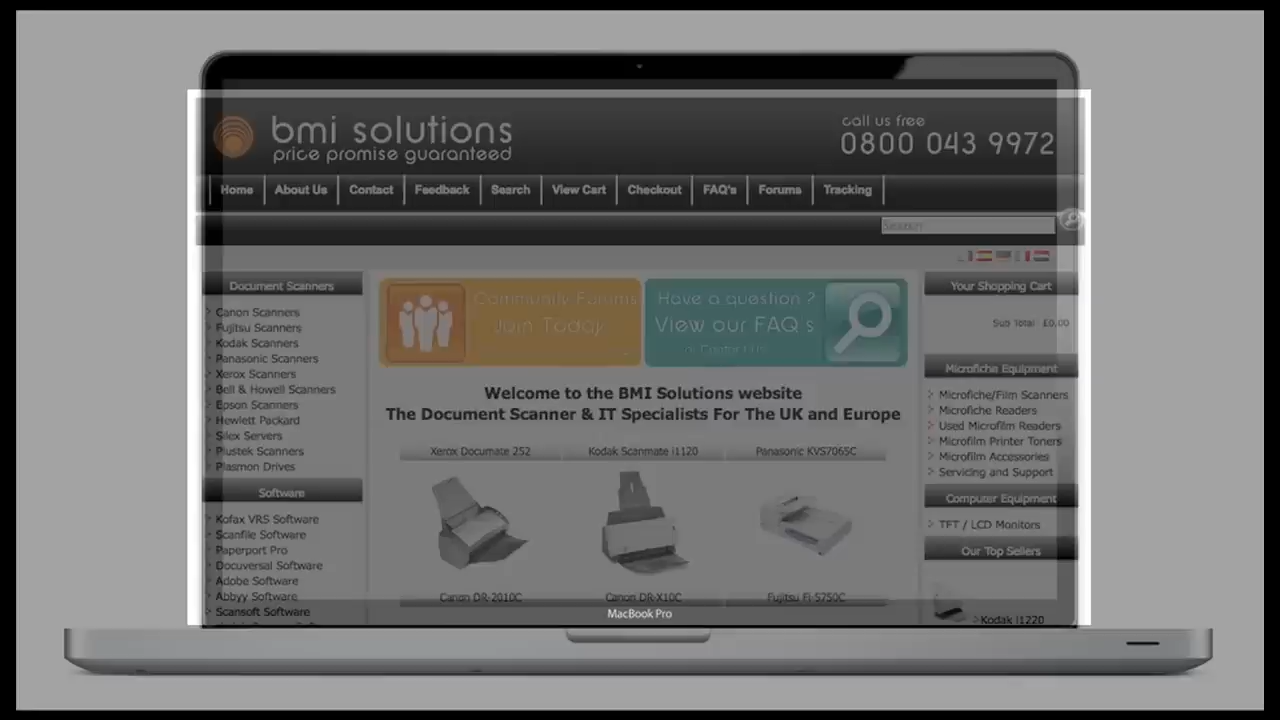 bmi solutions
price promise guaranteed
call us free
0800 043 9972
Home
About Us
Contact
Feedback
Search
View Cart
Checkout
FAQ's
Forums
Tracking
Search
Document Scanners
Canon Scanners
Fujitsu Scanners
Kodak Scanners
Panasonic Scanners
Xerox Scanners
Bell & Howell Scanners
Epson Scanners
Hewlett Packard
Silex Servers
Plustek Scanners
Plasmon Drives
Software
Kofax VRS Software
Scanfile Software
Paperport Pro
Docuversal Software
Adobe Software
Abbyy Software
Scansoft Software
Community Forums
Join Today
Have a question ?
View our FAQ s
or Contact Us
Welcome to the BMI Solutions website
The Document Scanner & IT Specialists For The UK and Europe
Xerox Documate 252
Kodak Scanmate i1120
Panasonic KVS7065C
Canon DR-2010C
Canon DR-X10C
Fujitsu Fi-5750C
Your Shopping Cart
Sub Total £0.00
Microfiche Equipment
Microfiche/Film Scanners
Microfiche Readers
Used Microfilm Readers
Microfilm Printer Toners
Microfilm Accessories
Servicing and Support
Computer Equipment
TFT / LCD Monitors
Our Top Sellers
Kodak i1220
MacBook Pro